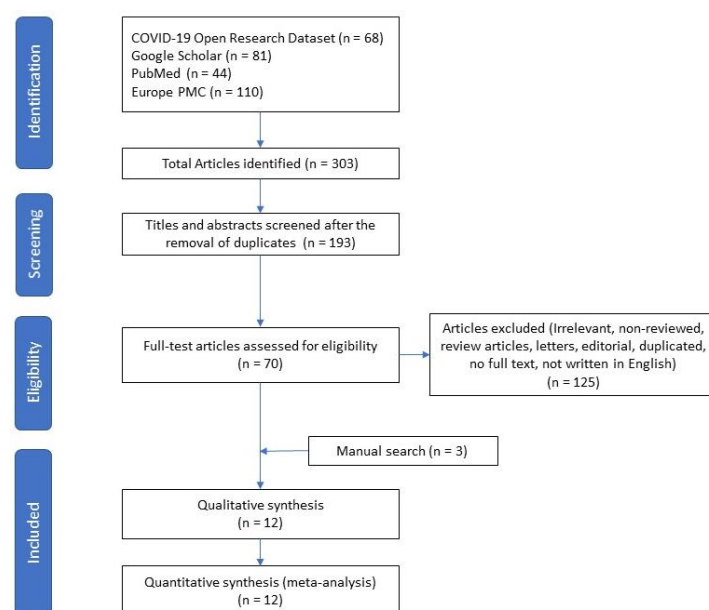 Identification
COVID-19 Open Research Dataset (n = 68)
Google Scholar (n = 81)
PubMed (n = 44)
Europe PMC (n = 110)
Total Articles identified (n = 303)
Screening
Titles and abstracts screened after the
removal of duplicates (n = 193)
Eligibility
Full-test articles assessed for eligibility
(n = 70)
Articles excluded (Irrelevant, non-reviewed,
review articles, letters, editorial, duplicated,
no full text, not written in English)
(n = 125)
Manual search (n = 3)
Included
Qualitative synthesis
(n = 12)
Quantitative synthesis (meta-analysis)
(n = 12)